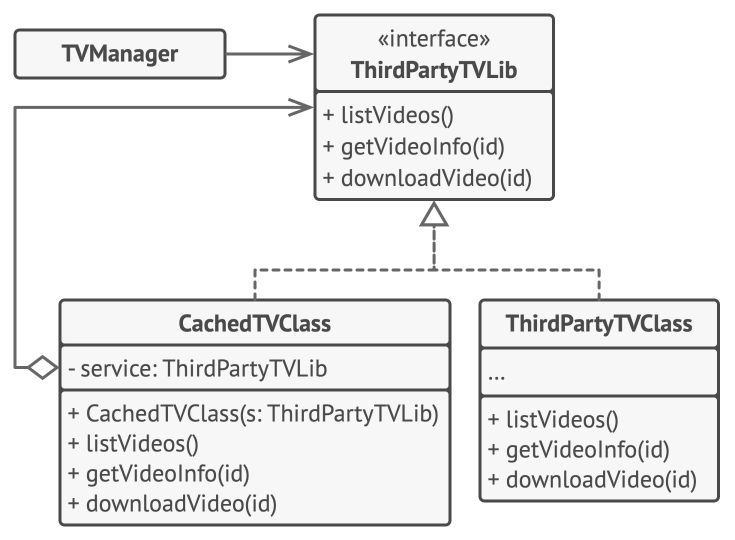 TVManager
«interface»
ThirdPartyTVLib
+ listVideos()
+ getVideoInfo(id)
+ downloadVideo(id)
CachedTVClass
- service: ThirdPartyTVLib
+ CachedTVClass(s: ThirdPartyTVLib)
+ listVideos()
+ getVideoInfo(id)
+ downloadVideo(id)
ThirdPartyTVClass
...
+ listVideos()
+ getVideoInfo(id)
+ downloadVideo(id)